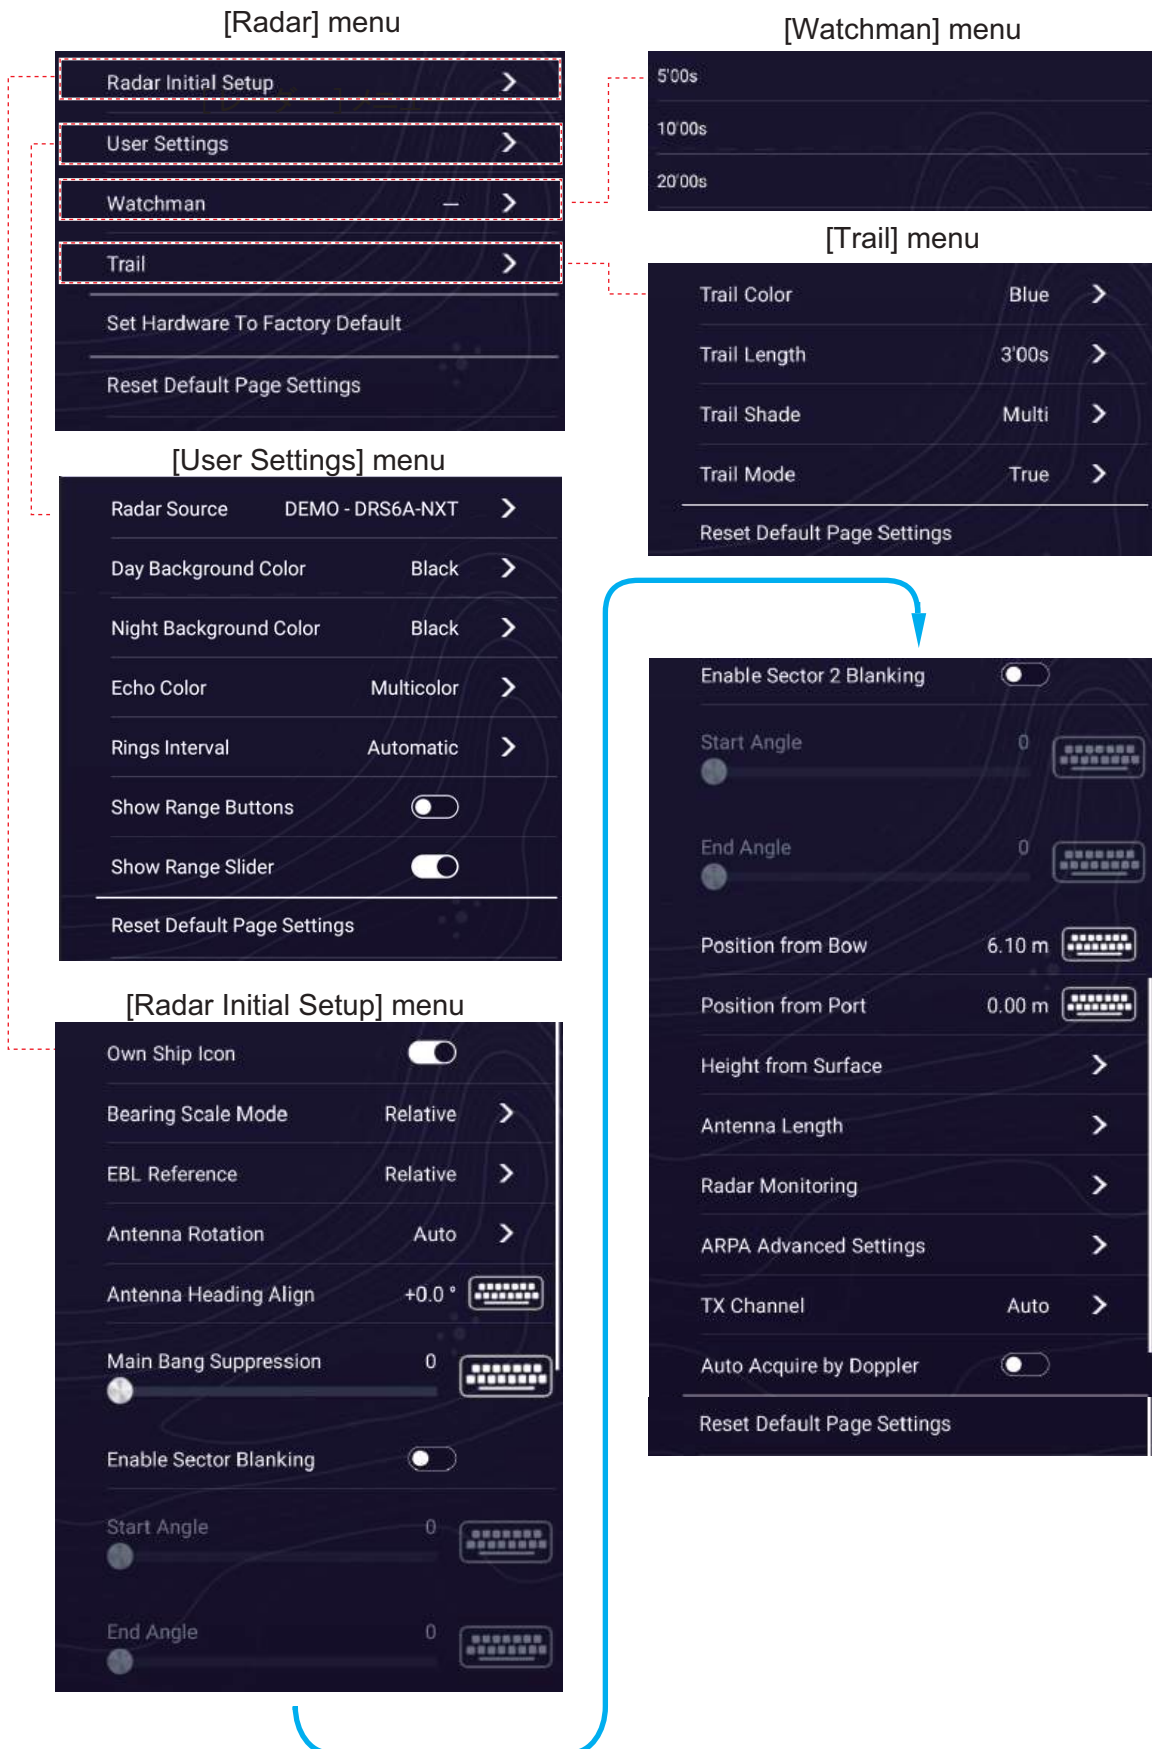 [Radar] menu
Radar Initial Setup
User Settings
Watchman –
Trail
Set Hardware To Factory Default
Reset Default Page Settings
[Watchman] menu
5'00s
10'00s
20'00s
[Trail] menu
Trail Color Blue
Trail Length 3'00s
Trail Shade Multi
Trail Mode True
Reset Default Page Settings
[User Settings] menu
Radar Source DEMO - DRS6A-NXT
Day Background Color Black
Night Background Color Black
Echo Color Multicolor
Rings Interval Automatic
Show Range Buttons
Show Range Slider
Reset Default Page Settings
[Radar Initial Setup] menu
Own Ship Icon
Bearing Scale Mode Relative
EBL Reference Relative
Antenna Rotation Auto
Antenna Heading Align +0.0 °
Main Bang Suppression 0
Enable Sector Blanking
Start Angle 0
End Angle 0
Enable Sector 2 Blanking
Start Angle 0
End Angle 0
Position from Bow 6.10 m
Position from Port 0.00 m
Height from Surface
Antenna Length
Radar Monitoring
ARPA Advanced Settings
TX Channel Auto
Auto Acquire by Doppler
Reset Default Page Settings